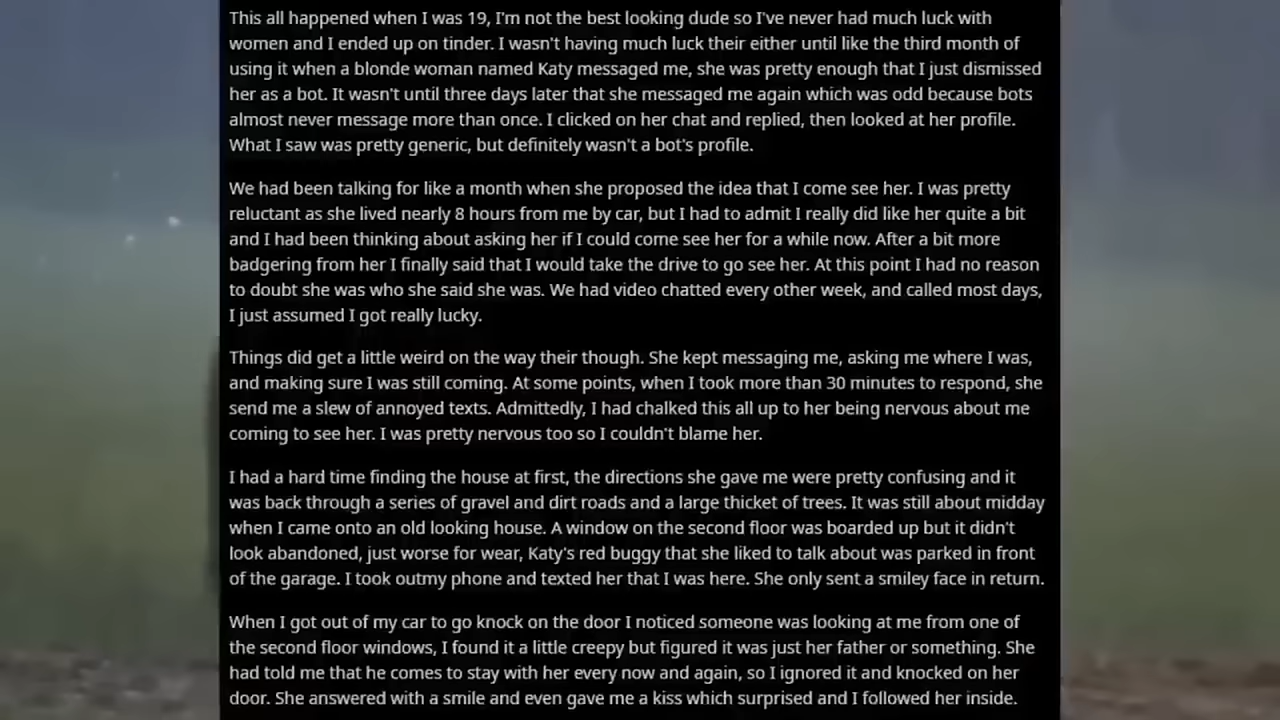 This all happened when I was 19, I'm not the best looking dude so I've never had much luck with
women and I ended up on tinder. I wasn't having much luck their either until like the third month of
using it when a blonde woman named Katy messaged me, she was pretty enough that I just dismissed
her as a bot. It wasn't until three days later that she messaged me again which was odd because bots
almost never message more than once. I clicked on her chat and replied, then looked at her profile.
What I saw was pretty generic, but definitely wasn't a bot's profile.
We had been talking for like a month when she proposed the idea that I come see her. I was pretty
reluctant as she lived nearly 8 hours from me by car, but I had to admit I really did like her quite a bit
and I had been thinking about asking her if I could come see her for a while now. After a bit more
badgering from her I finally said that I would take the drive to go see her. At this point I had no reason
to doubt she was who she said she was. We had video chatted every other week, and called most days,
I just assumed I got really lucky.
Things did get a little weird on the way their though. She kept messaging me, asking me where I was,
and making sure I was still coming. At some points, when I took more than 30 minutes to respond, she
send me a slew of annoyed texts. Admittedly, I had chalked this all up to her being nervous about me
coming to see her. I was pretty nervous too so I couldn't blame her.
I had a hard time finding the house at first, the directions she gave me were pretty confusing and it
was back through a series of gravel and dirt roads and a large thicket of trees. It was still about midday
when I came onto an old looking house. A window on the second floor was boarded up but it didn't
look abandoned, just worse for wear, Katy's red buggy that she liked to talk about was parked in front
of the garage. I took outmy phone and texted her that I was here. She only sent a smiley face in return.
When I got out of my car to go knock on the door I noticed someone was looking at me from one of
the second floor windows, I found it a little creepy but figured it was just her father or something. She
had told me that he comes to stay with her every now and again, so I ignored it and knocked on her
door. She answered with a smile and even gave me a kiss which surprised and I followed her inside.